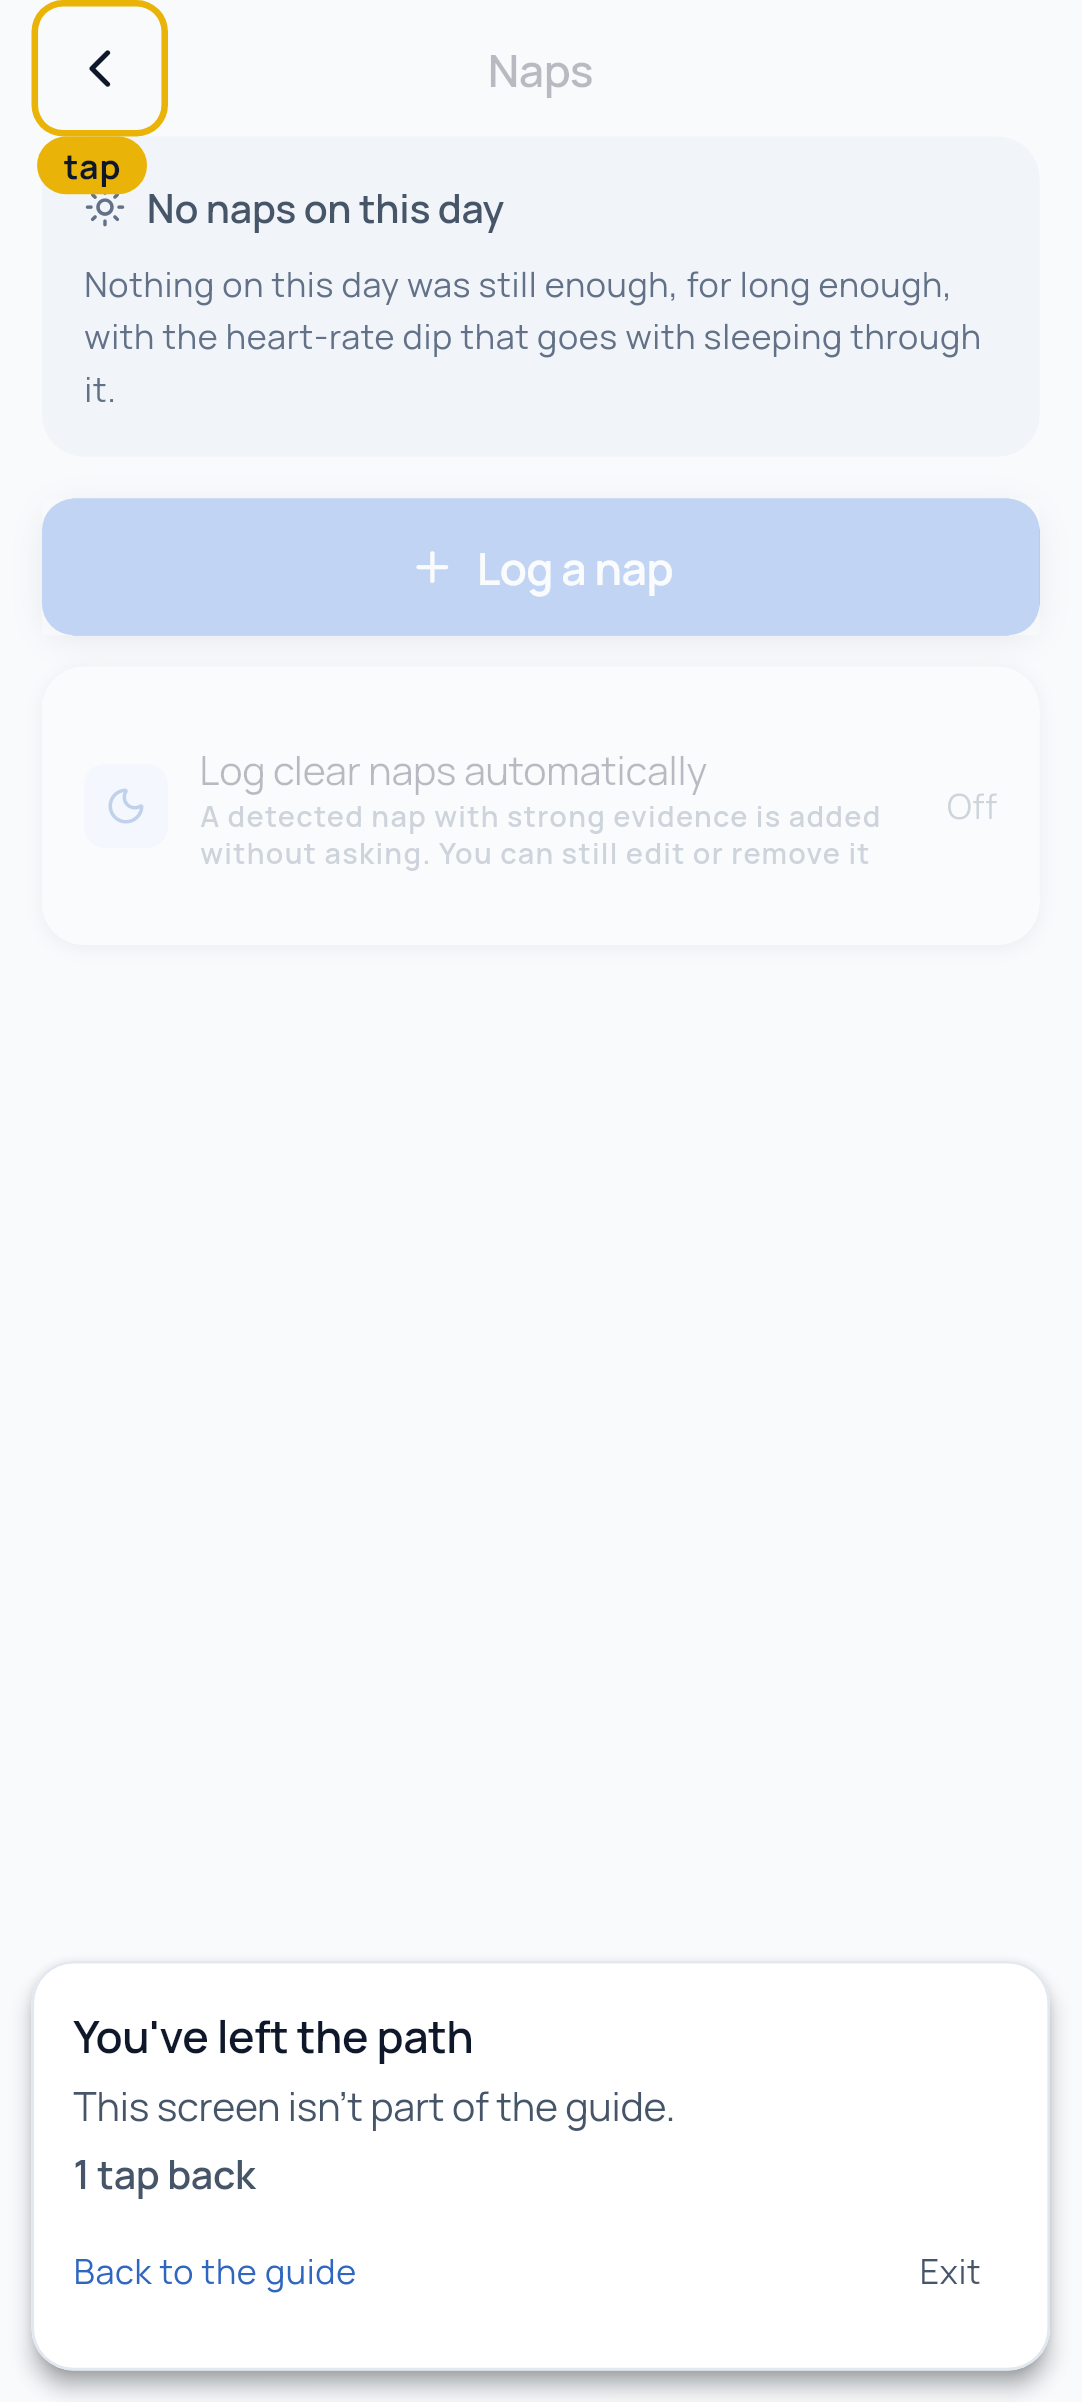 Naps
tap
No naps on this day
Nothing on this day was still enough, for long enough,
with the heart-rate dip that goes with sleeping through
it.
Log a nap
Log clear naps automatically
A detected nap with strong evidence is added
without asking. You can still edit or remove it
Off
You've left the path
This screen isn’t part of the guide.
1 tap back
Back to the guide
Exit